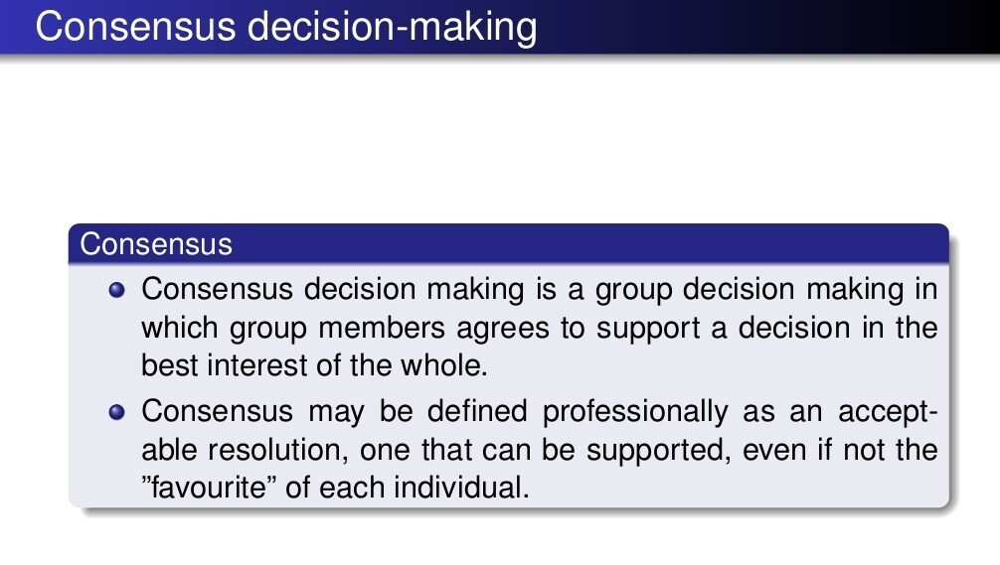 Consensus decision-making
Consensus
Consensus decision making is a group decision making in
which group members agrees to support a decision in the
best interest of the whole.
Consensus may be defined professionally as an accept-
able resolution, one that can be supported, even if not the
”favourite” of each individual.